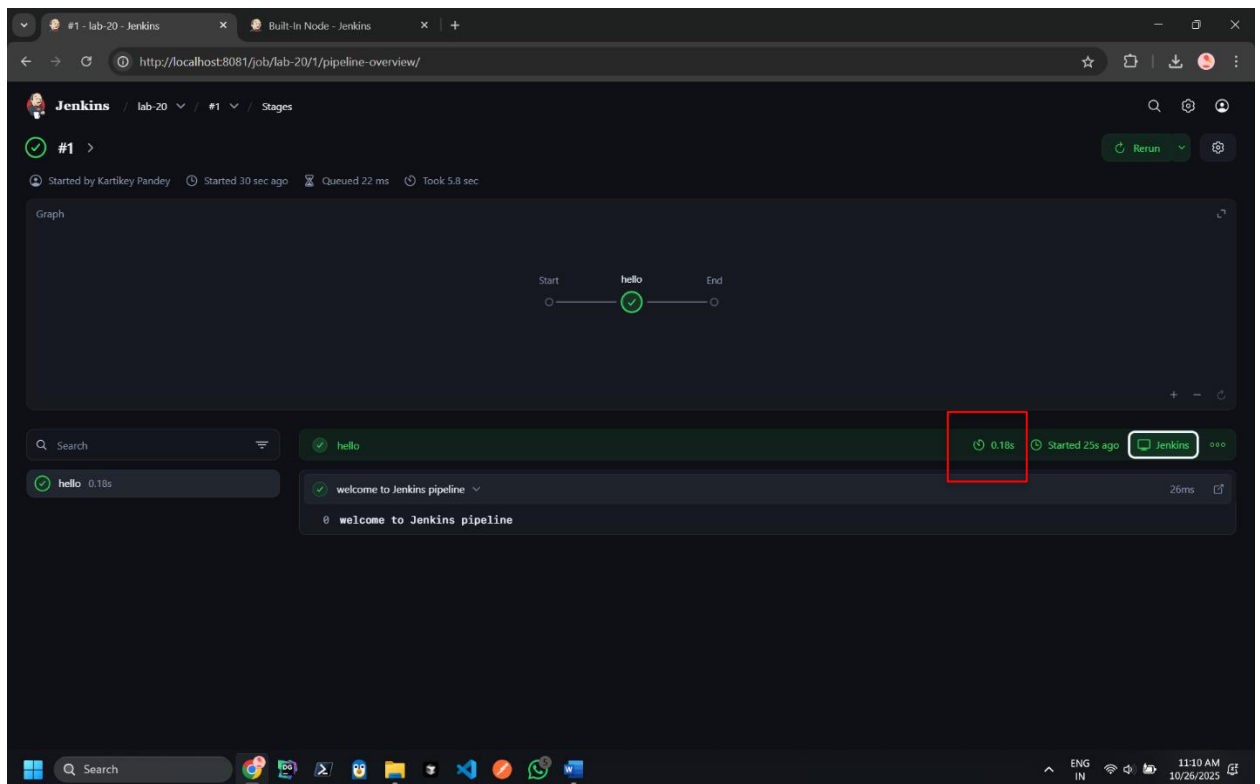 #1 - lab-20 - Jenkins
Built-In Node - Jenkins
http://localhost:8081/job/lab-20/1/pipeline-overview/
Jenkins / lab-20 / #1 / Stages
#1
Rerun
Started by Kartikey Pandey Started 30 sec ago Queued 22 ms Took 5.8 sec
Graph
Start hello End
Search
hello 0.18s Started 25s ago Jenkins
hello 0.18s
welcome to Jenkins pipeline 26ms
0 welcome to Jenkins pipeline
Search
DG
ENG
IN
11:10 AM
10/26/2025